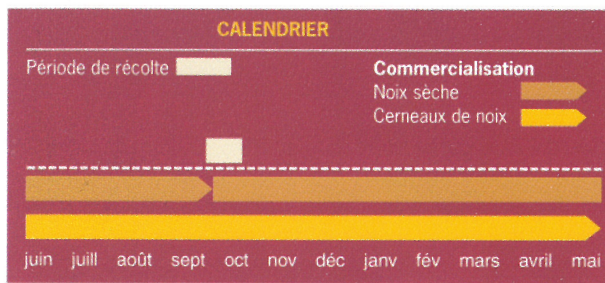 CALENDRIER
Période de récolte
Commercialisation
Noix sèche
Cerneaux de noix
juin juill août sept oct nov déc janv fév mars avril mai